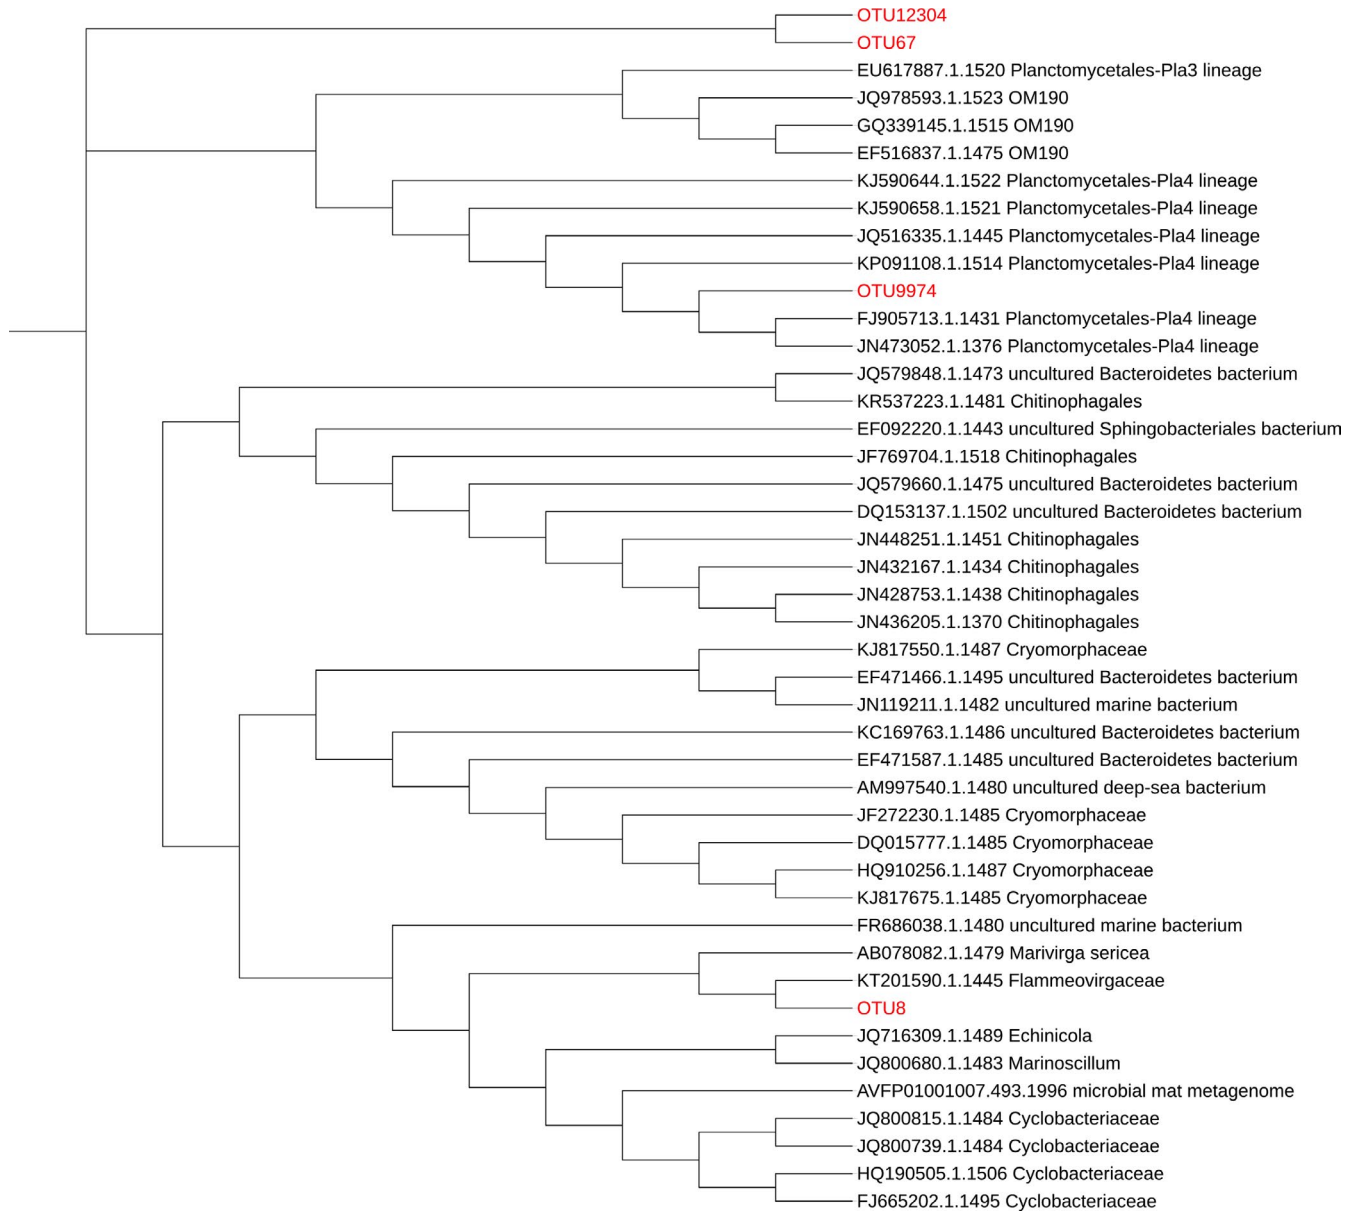 OTU12304
OTU67
EU617887.1.1520 Planctomycetales-Pla3 lineage
JQ978593.1.1523 OM190
GQ339145.1.1515 OM190
EF516837.1.1475 OM190
KJ590644.1.1522 Planctomycetales-Pla4 lineage
KJ590658.1.1521 Planctomycetales-Pla4 lineage
JQ516335.1.1445 Planctomycetales-Pla4 lineage
KP091108.1.1514 Planctomycetales-Pla4 lineage
OTU9974
FJ905713.1.1431 Planctomycetales-Pla4 lineage
JN473052.1.1376 Planctomycetales-Pla4 lineage
JQ579848.1.1473 uncultured Bacteroidetes bacterium
KR537223.1.1481 Chitinophagales
EF092220.1.1443 uncultured Sphingobacteriales bacterium
JF769704.1.1518 Chitinophagales
JQ579660.1.1475 uncultured Bacteroidetes bacterium
DQ153137.1.1502 uncultured Bacteroidetes bacterium
JN448251.1.1451 Chitinophagales
JN432167.1.1434 Chitinophagales
JN428753.1.1438 Chitinophagales
JN436205.1.1370 Chitinophagales
KJ817550.1.1487 Cryomorphaceae
EF471466.1.1495 uncultured Bacteroidetes bacterium
JN119211.1.1482 uncultured marine bacterium
KC169763.1.1486 uncultured Bacteroidetes bacterium
EF471587.1.1485 uncultured Bacteroidetes bacterium
AM997540.1.1480 uncultured deep-sea bacterium
JF272230.1.1485 Cryomorphaceae
DQ015777.1.1485 Cryomorphaceae
HQ910256.1.1487 Cryomorphaceae
KJ817675.1.1485 Cryomorphaceae
FR686038.1.1480 uncultured marine bacterium
AB078082.1.1479 Marivirga sericea
KT201590.1.1445 Flammeovirgaceae
OTU8
JQ716309.1.1489 Echinicola
JQ800680.1.1483 Marinoscillum
AVFP01001007.493.1996 microbial mat metagenome
JQ800815.1.1484 Cyclobacteriaceae
JQ800739.1.1484 Cyclobacteriaceae
HQ190505.1.1506 Cyclobacteriaceae
FJ665202.1.1495 Cyclobacteriaceae